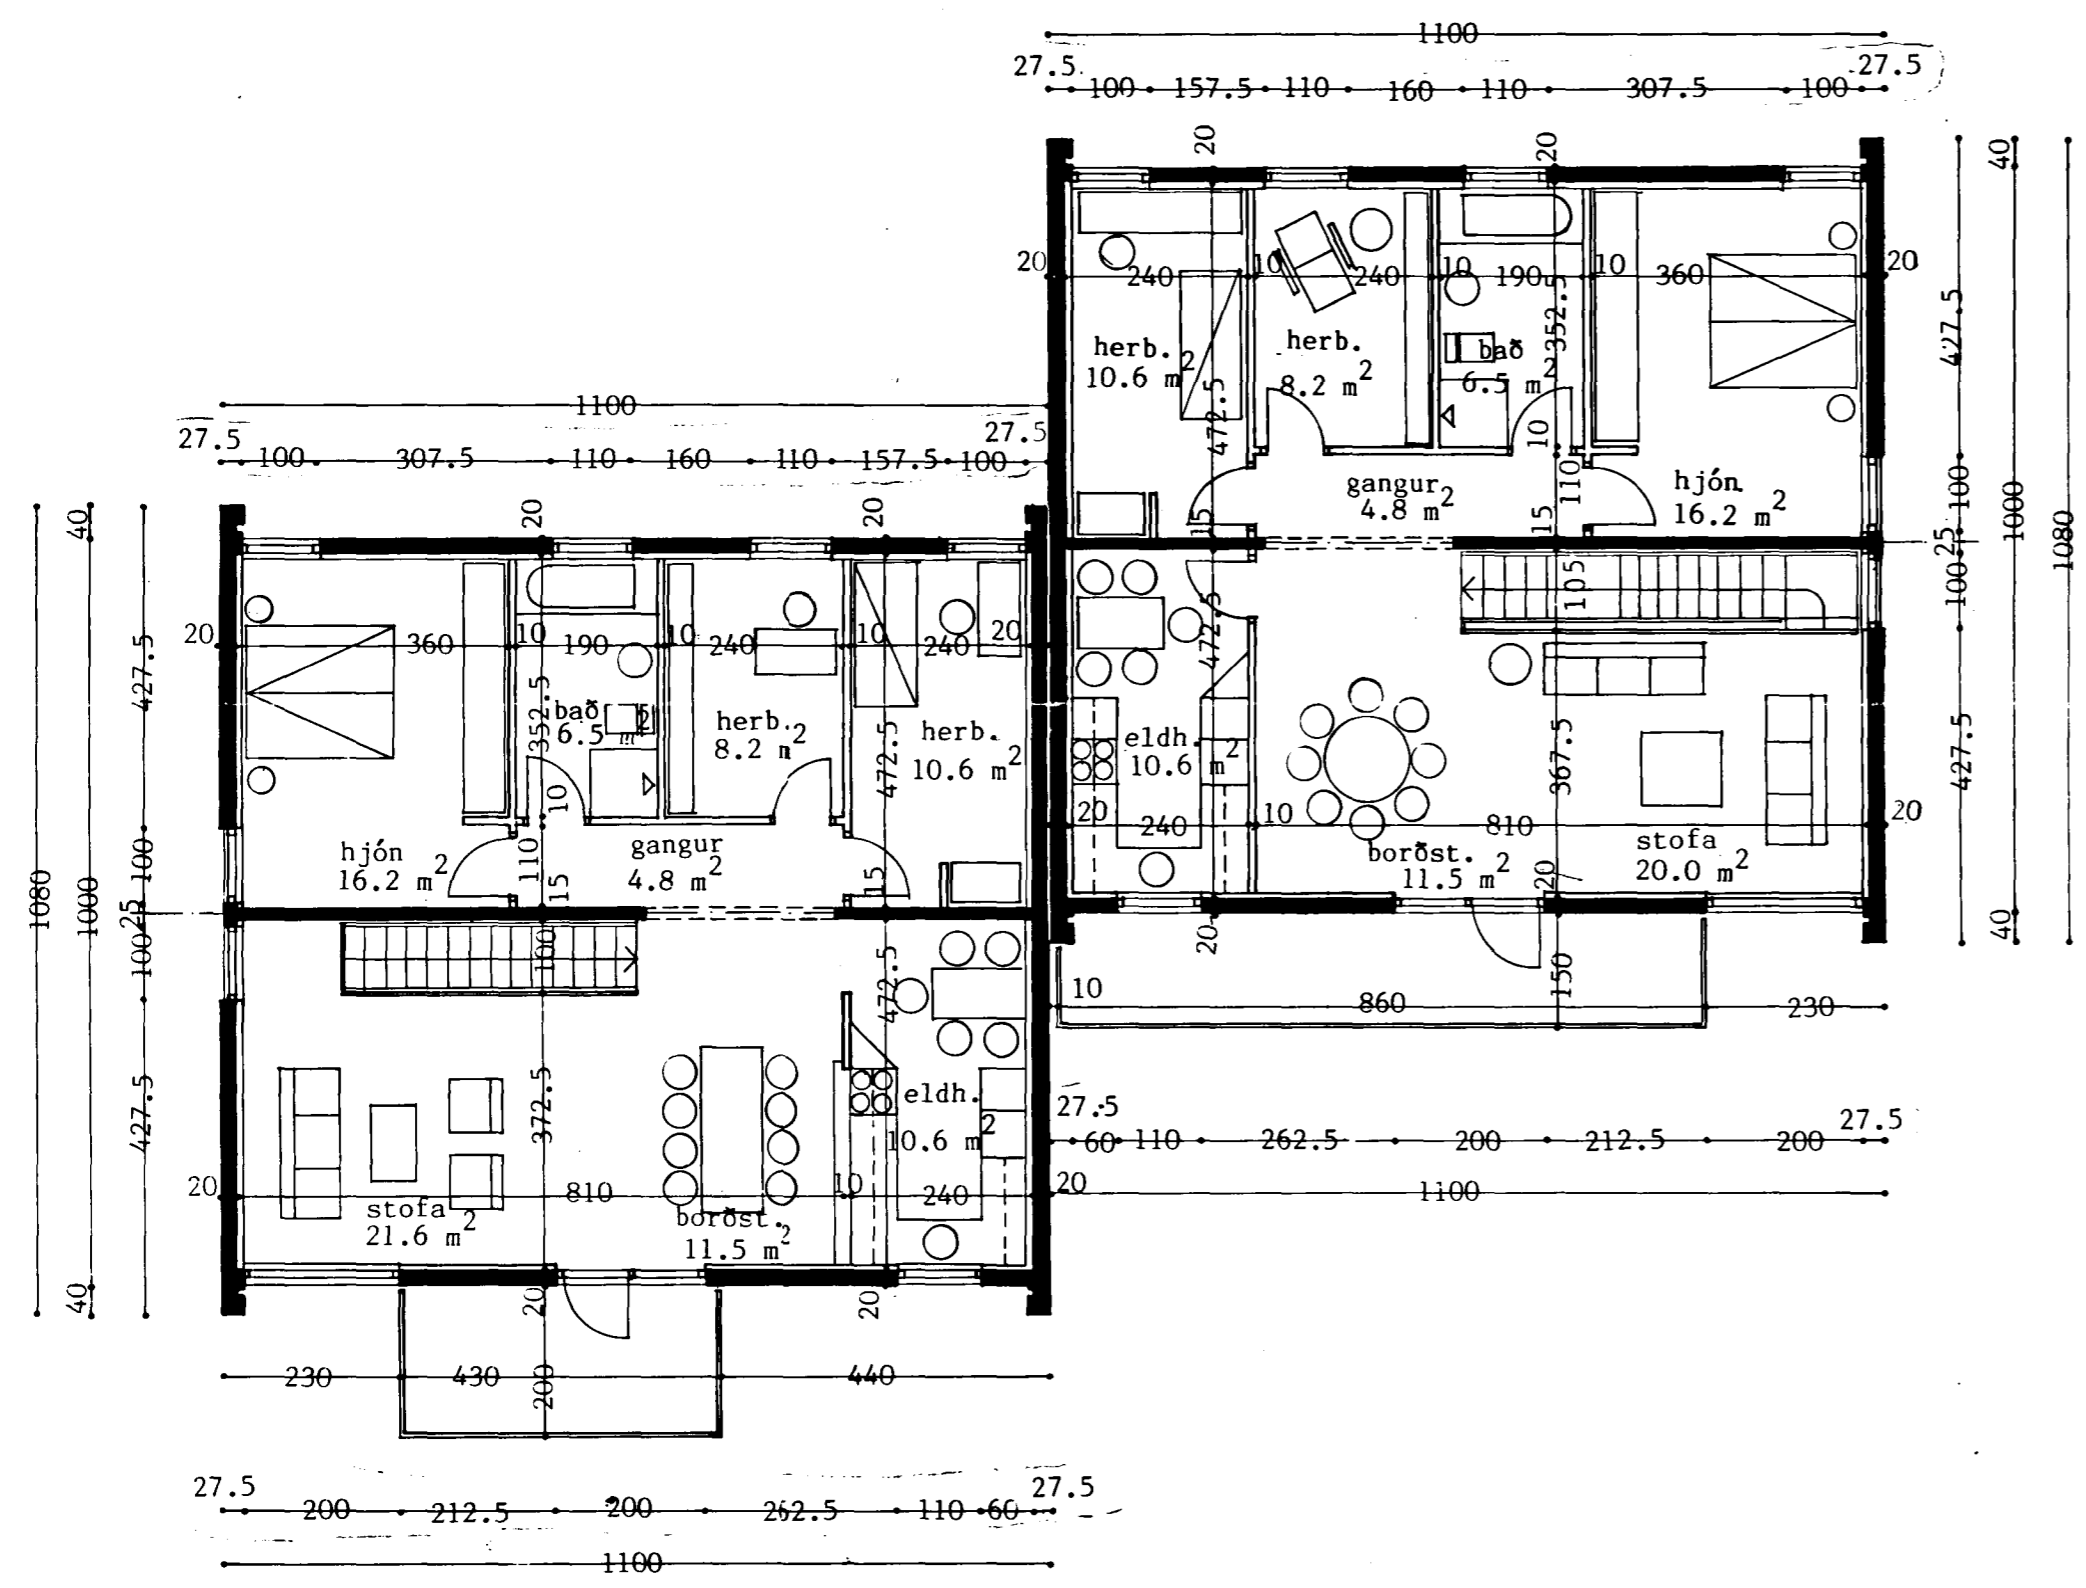 1100
27.5 27.5
100 157.5 110 160 110 307.5 100
20 20
40
20 240 10 240 10 190 10 360 20
352.5
427.5
herb.
10.6 m2
herb.
8.2 m2
bað
6.5 m2
472.5
10
110
15
15
gangur
4.8 m2
hjón
16.2 m2
100
25
100
1000
1080
105
472.5
367.5
427.5
eldh.
10.6 m2
20 240 10 810 20
borðst.
11.5 m2
stofa
20.0 m2
20
20
40
150
10 860 230
27.5 27.5
60 110 262.5 200 212.5 200
20 1100
1100
27.5 27.5
100 307.5 110 160 110 157.5 100
20 20
40
20 360 10 190 10 240 10 240 20
427.5
352.5
472.5
bað
6.5 m2
herb.
8.2 m2
herb.
10.6 m2
10
110
15
15
hjón
16.2 m2
gangur
4.8 m2
100
25
100
1000
1080
100
472.5
372.5
427.5
eldh.
10.6 m2
20 810 10 240
stofa
21.6 m2
borðst.
11.5 m2
40
20
20
230 430 440
200
27.5 27.5
200 212.5 200 262.5 110 60
1100